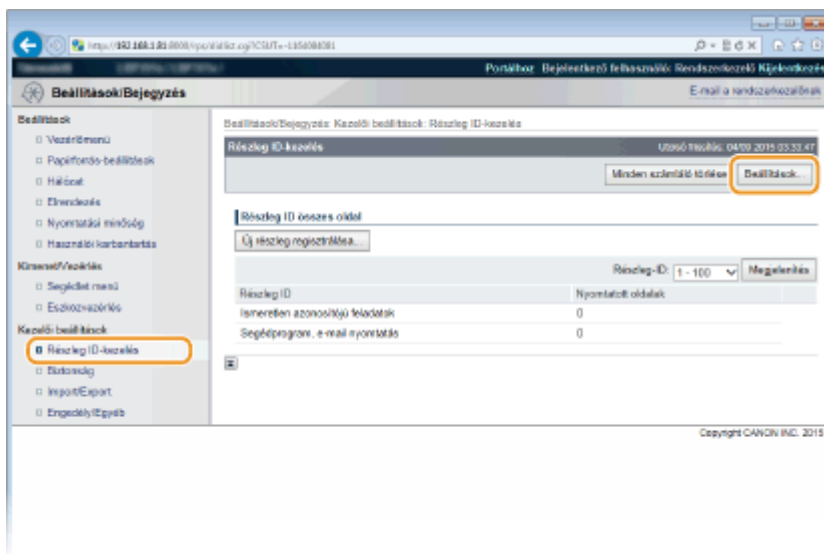 Portálhoz Bejelentkező felhasználó: Rendszerkezelő Kijelentkezés
Beállítások/Bejegyzés
E-mail a rendszerkezelőnek
Beállítások
Vezérlőmenü
Papírforrás-beállítások
Hálózat
Elrendezés
Nyomtatási minőség
Használói karbantartás
Kimenet/Vezérlés
Segédlet menü
Eszközvezérlés
Kezelői beállítások
Részleg ID-kezelés
Biztonság
Import/Export
Engedély/Egyéb
Beállítások/Bejegyzés: Kezelői beállítások: Részleg ID-kezelés
Részleg ID-kezelés
Utolsó frissítés: 04/09 2015 03:33:47
Minden számláló törlése
Beállítások...
Részleg ID összes oldal
Új részleg regisztrálása...
Részleg-ID: 1 - 100 Megjelenítés
Részleg ID Nyomtatott oldalak
Ismeretlen azonosítójú feladatok 0
Segédprogram, e-mail nyomtatás 0
Copyright CANON INC. 2015